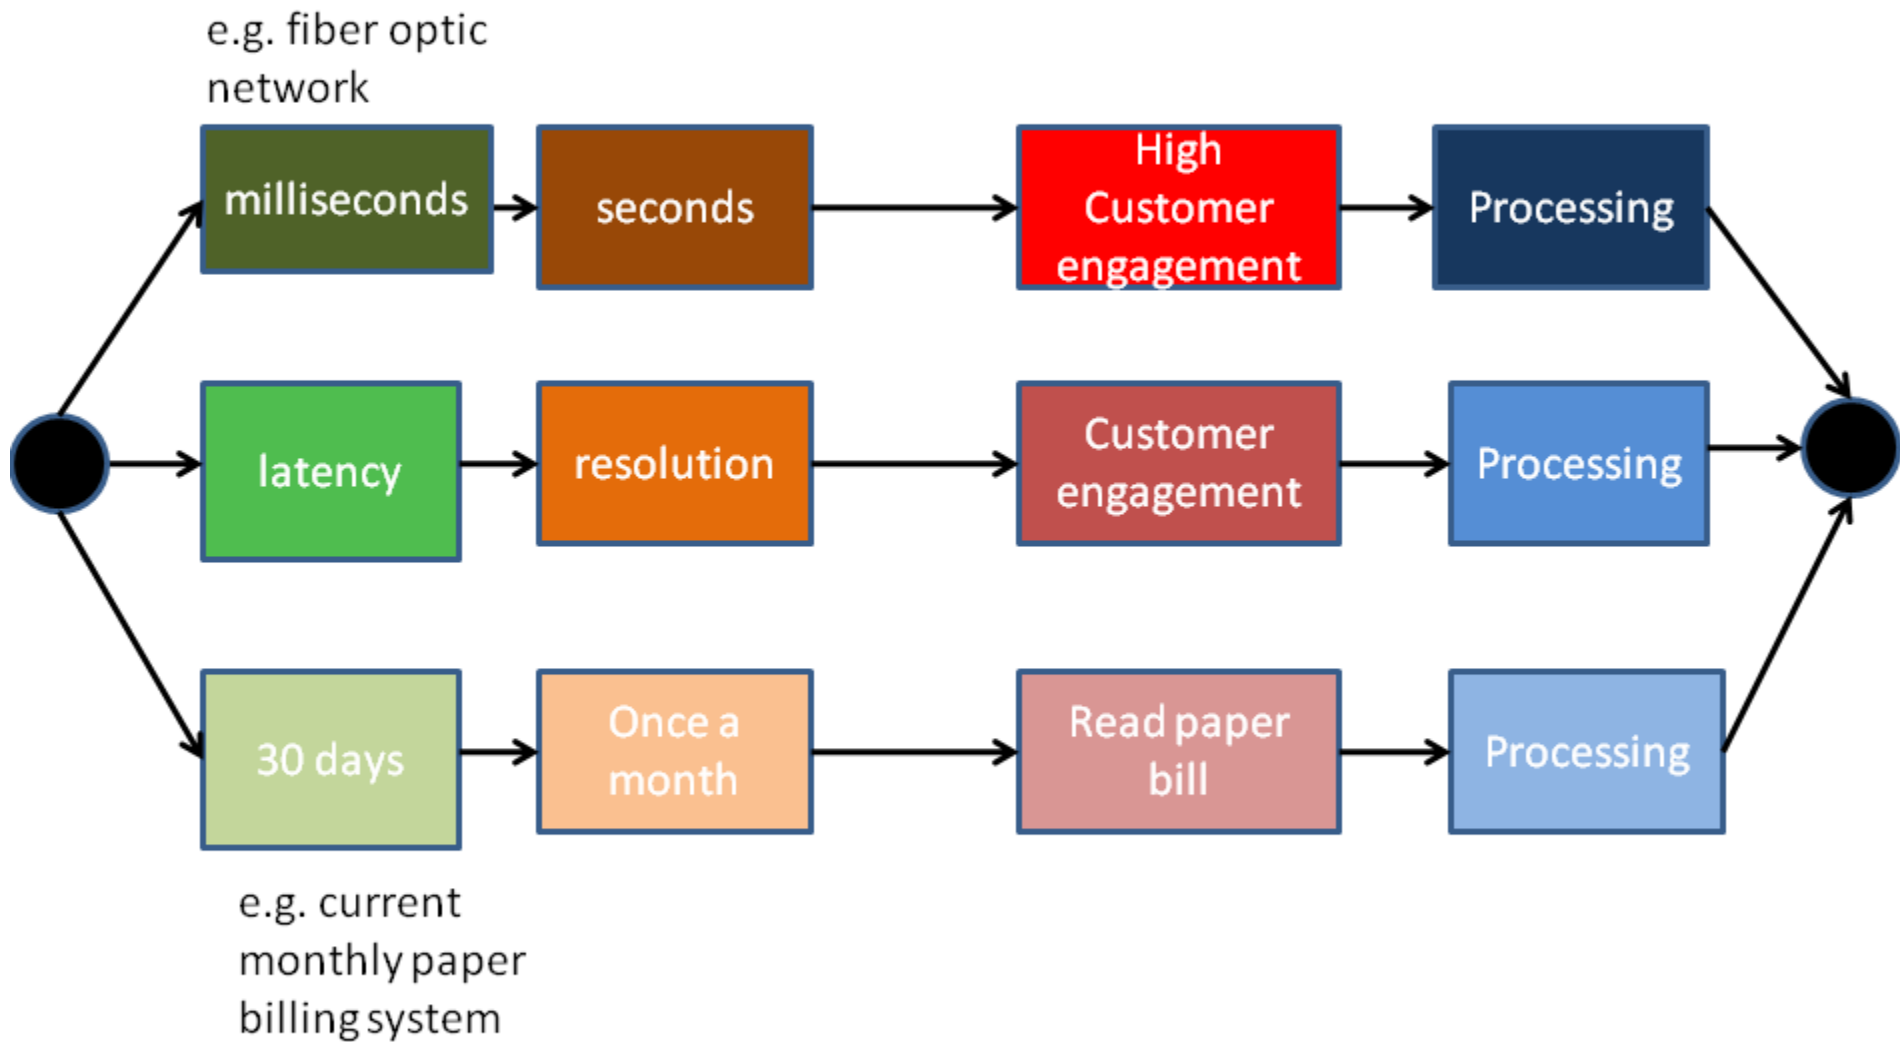 e.g. fiber optic
network
milliseconds
seconds
High
Customer
engagement
Processing
latency
resolution
Customer
engagement
Processing
30 days
Once a
month
Read paper
bill
Processing
e.g. current
monthly paper
billing system